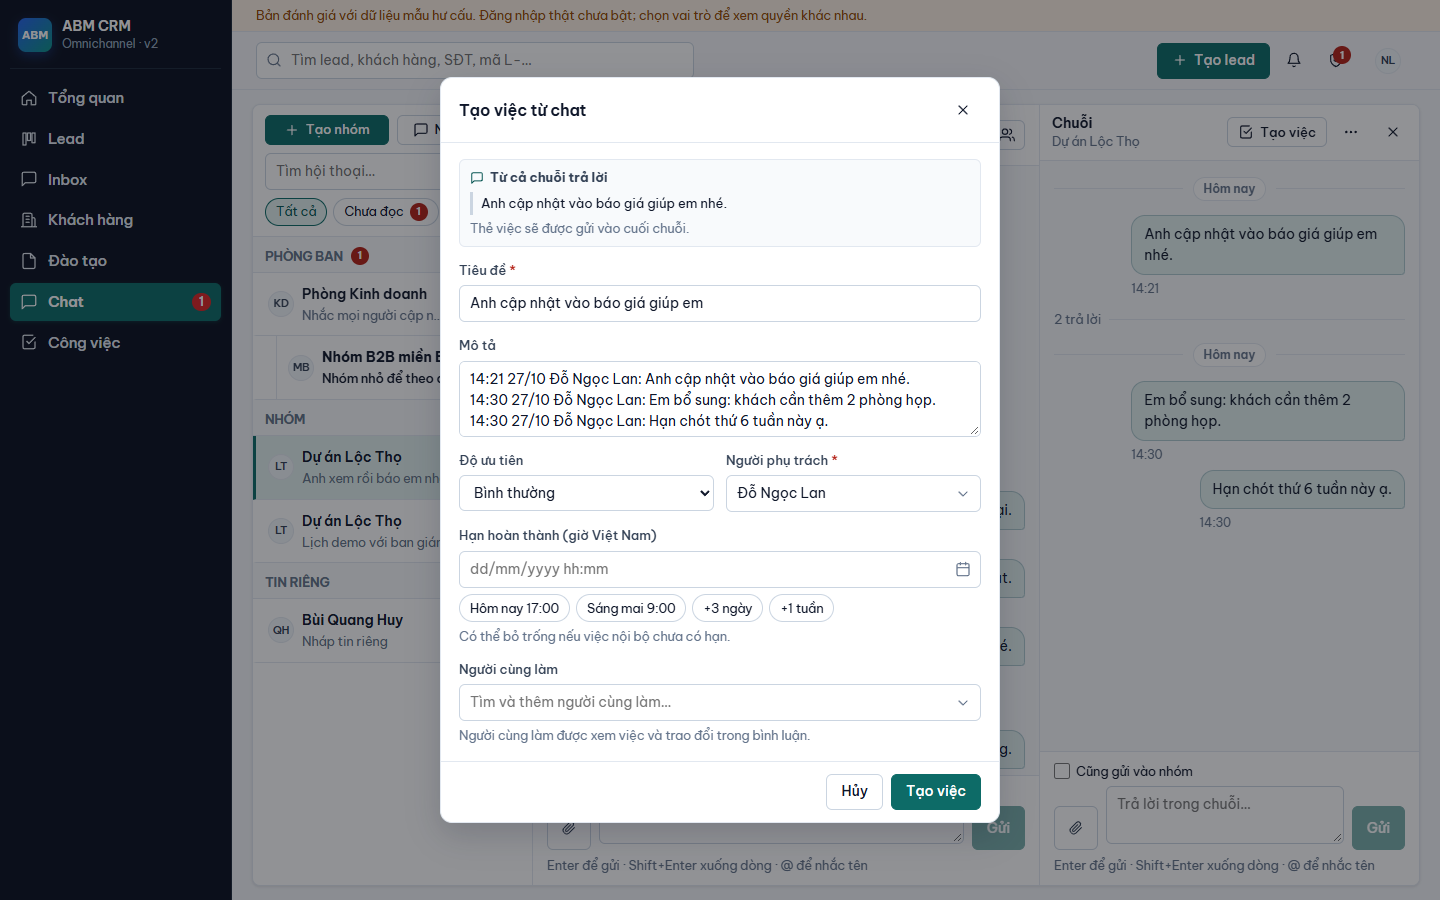 ABM
ABM CRM
Omnichannel · v2
Tổng quan
Lead
Inbox
Khách hàng
Đào tạo
Chat
1
Công việc
Bản đánh giá với dữ liệu mẫu hư cấu. Đăng nhập thật chưa bật; chọn vai trò để xem quyền khác nhau.
Tìm lead, khách hàng, SĐT, mã L-...
Tạo lead
1
NL
Tạo nhóm
Tìm hội thoại...
Tất cả
Chưa đọc 1
PHÒNG BAN 1
KD
Phòng Kinh doanh
Nhắc mọi người cập n...
MB
Nhóm B2B miền
Nhóm nhỏ để theo
NHÓM
LT
Dự án Lộc Thọ
Anh xem rồi báo em
LT
Dự án Lộc Thọ
Lịch demo với ban
TIN RIÊNG
QH
Bùi Quang Huy
Nháp tin riêng
Tạo việc từ chat
Từ cả chuỗi trả lời
Anh cập nhật vào báo giá giúp em nhé.
Thẻ việc sẽ được gửi vào cuối chuỗi.
Tiêu đề *
Anh cập nhật vào báo giá giúp em
Mô tả
14:21 27/10 Đỗ Ngọc Lan: Anh cập nhật vào báo giá giúp em nhé.
14:30 27/10 Đỗ Ngọc Lan: Em bổ sung: khách cần thêm 2 phòng họp.
14:30 27/10 Đỗ Ngọc Lan: Hạn chót thứ 6 tuần này ạ.
Độ ưu tiên
Người phụ trách *
Bình thường
Đỗ Ngọc Lan
Hạn hoàn thành (giờ Việt Nam)
dd/mm/yyyy hh:mm
Hôm nay 17:00
Sáng mai 9:00
+3 ngày
+1 tuần
Có thể bỏ trống nếu việc nội bộ chưa có hạn.
Người cùng làm
Tìm và thêm người cùng làm...
Người cùng làm được xem việc và trao đổi trong bình luận.
Hủy
Tạo việc
Gửi
Enter để gửi · Shift+Enter xuống dòng · @ để nhắc tên
Chuỗi
Dự án Lộc Thọ
Tạo việc
Hôm nay
Anh cập nhật vào báo giá giúp em
nhé.
14:21
2 trả lời
Hôm nay
Em bổ sung: khách cần thêm 2
phòng họp.
14:30
Hạn chót thứ 6 tuần này ạ.
14:30
Cũng gửi vào nhóm
Trả lời trong chuỗi...
Gửi
Enter để gửi · Shift+Enter xuống dòng · @ để nhắc tên